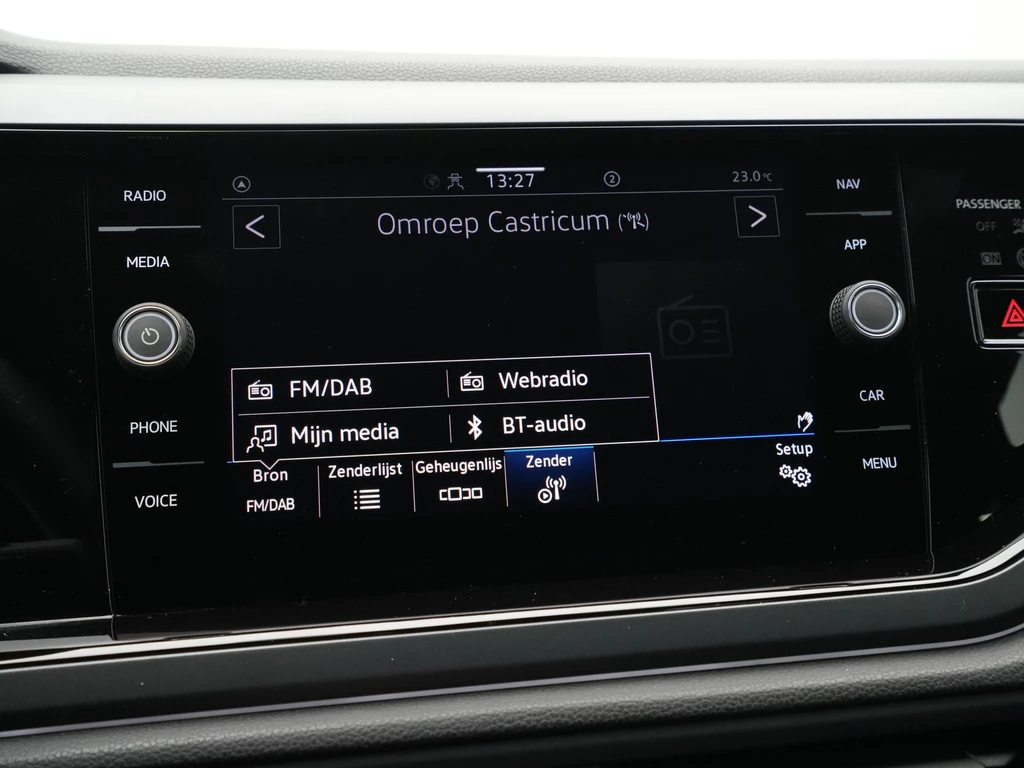 RADIO
MEDIA
PHONE
VOICE
13:27
2
23.0°C
Omroep Castricum
FM/DAB
Webradio
Mijn media
BT-audio
Bron
FM/DAB
Zenderlijst
Geheugenlijs
Zender
Setup
NAV
APP
CAR
MENU
PASSENGER
OFF
ON